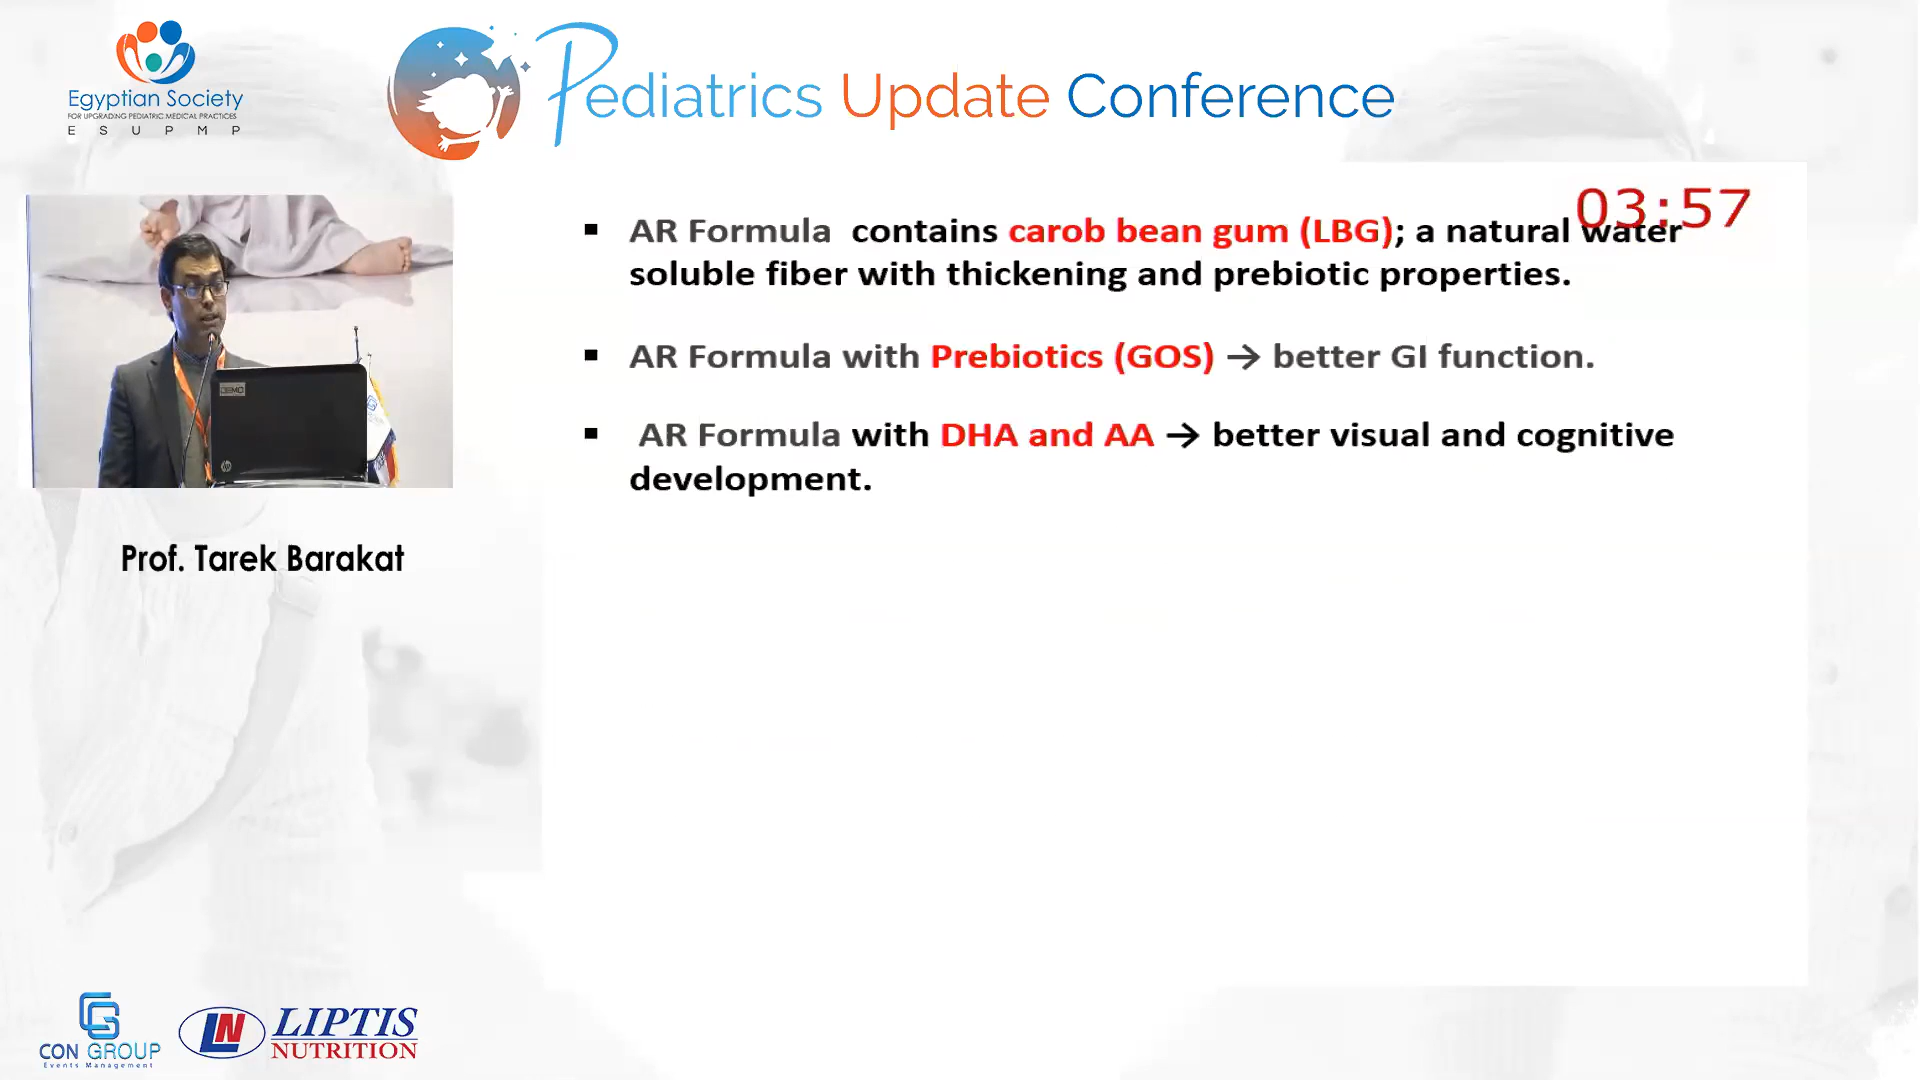 Egyptian Society
FOR UPGRADING PEDIATRIC MEDICAL PRACTICES
E S U P M P
Pediatrics Update Conference
03:57
▪ AR Formula contains carob bean gum (LBG); a natural water
soluble fiber with thickening and prebiotic properties.
▪ AR Formula with Prebiotics (GOS) → better GI function.
▪ AR Formula with DHA and AA → better visual and cognitive
development.
hp
Prof. Tarek Barakat
CON GROUP
Events Management
LN LIPTIS
NUTRITION